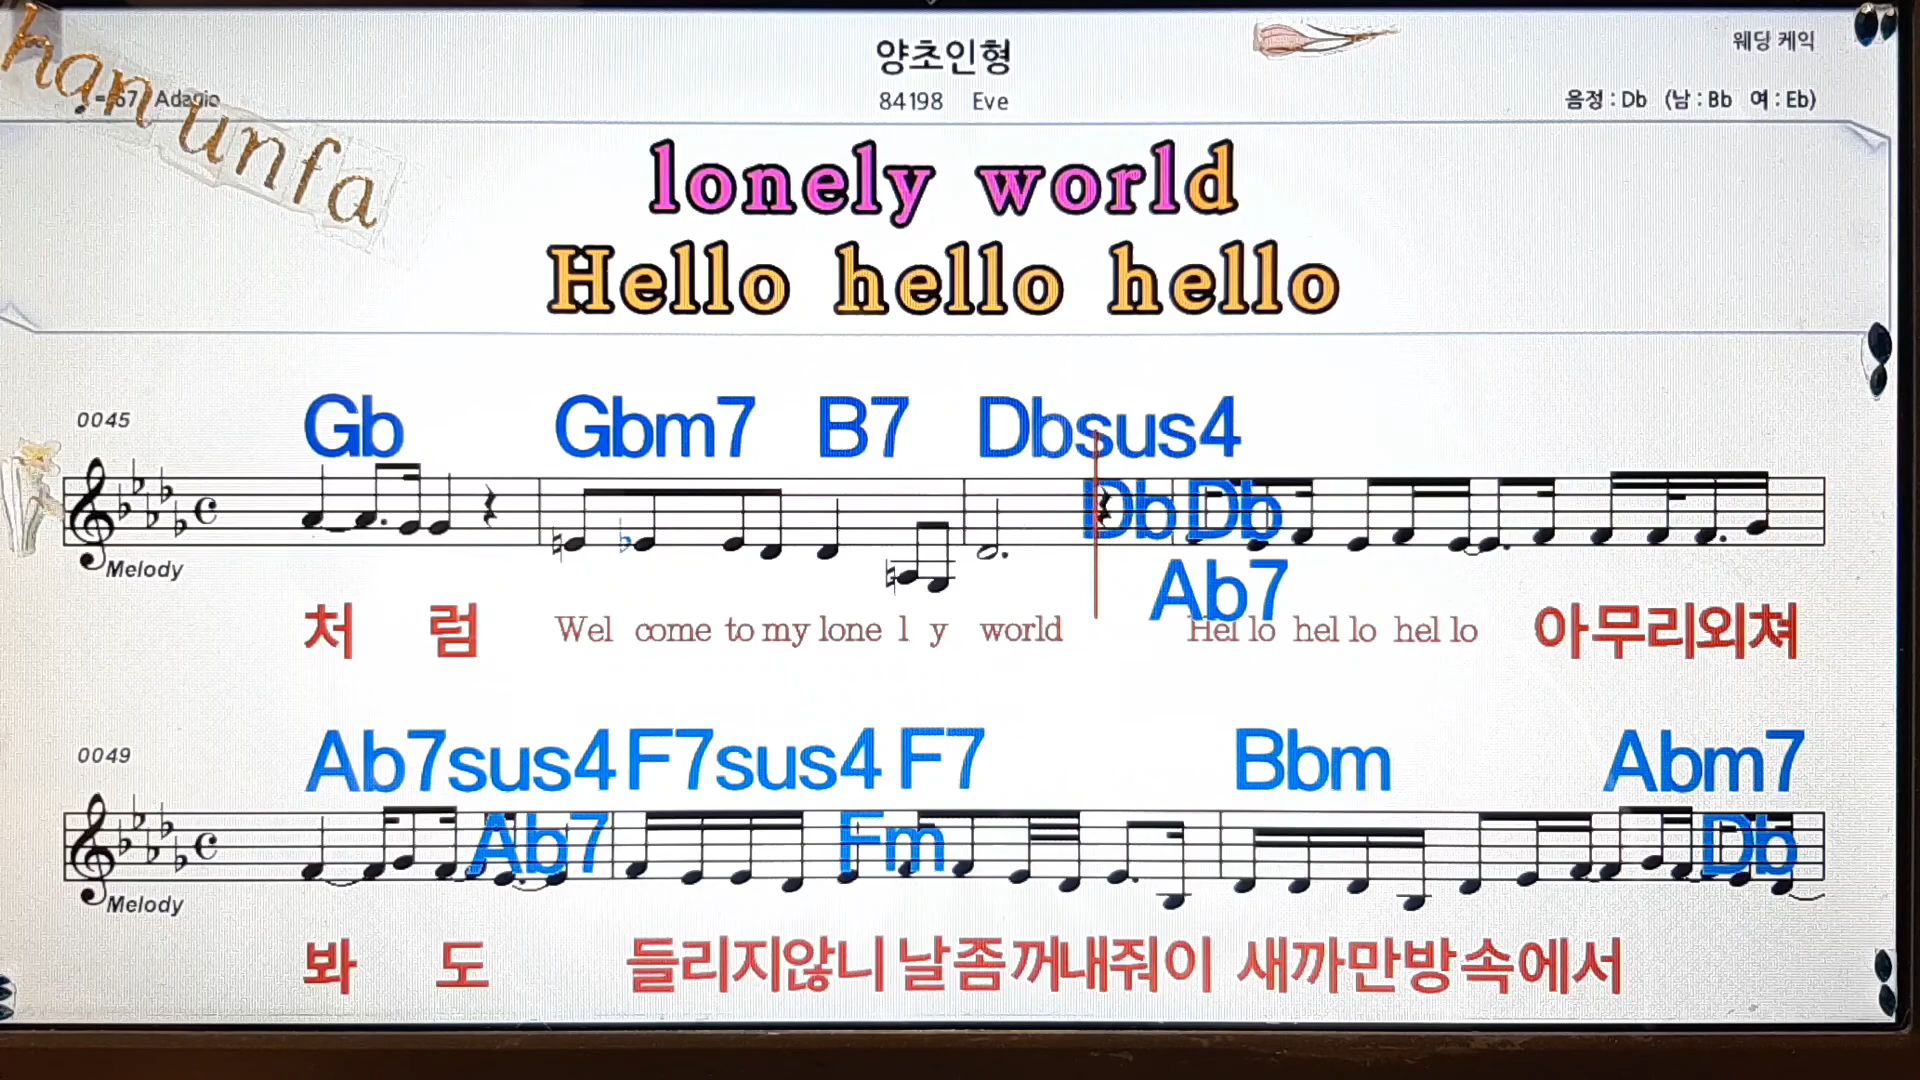 han unfa
양초인형
웨딩 케익
=67 Adagio
84198 Eve
음정 : Db (남 : Bb 여 : Eb)
lonely world
Hello hello hello
0045
Gb Gbm7 B7 Dbsus4
Db Db
Ab7
Melody
처 럼 Wel come to my lone l y world Hel lo hel lo hel lo 아무리외쳐
0049
Ab7sus4 F7sus4 F7 Bbm Abm7
Ab7 Fm Db
Melody
봐 도 들리지않니 날좀꺼내줘이 새까만방속에서